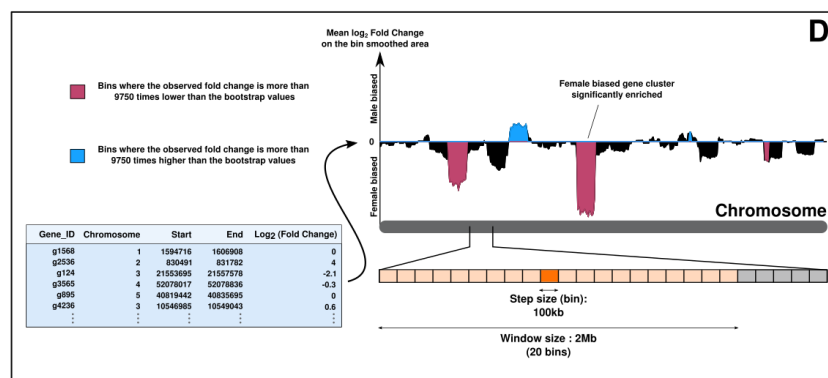 D
Mean log2 Fold Change
on the bin smoothed area
Male biased
0
Female biased
Bins where the observed fold change is more than
9750 times lower than the bootstrap values
Bins where the observed fold change is more than
9750 times higher than the bootstrap values
Female biased gene cluster
significantly enriched
Chromosome
Gene_ID Chromosome Start End Log2 (Fold Change)
g1568 1 1594716 1606908 0
g2536 2 830491 831782 4
g124 3 21553695 21557578 -2.1
g3565 4 52078017 52078836 -0.3
g895 5 40819442 40835695 0
g4236 3 10546985 10549043 0.6
⋮ ⋮ ⋮ ⋮ ⋮
Step size (bin):
100kb
Window size : 2Mb
(20 bins)